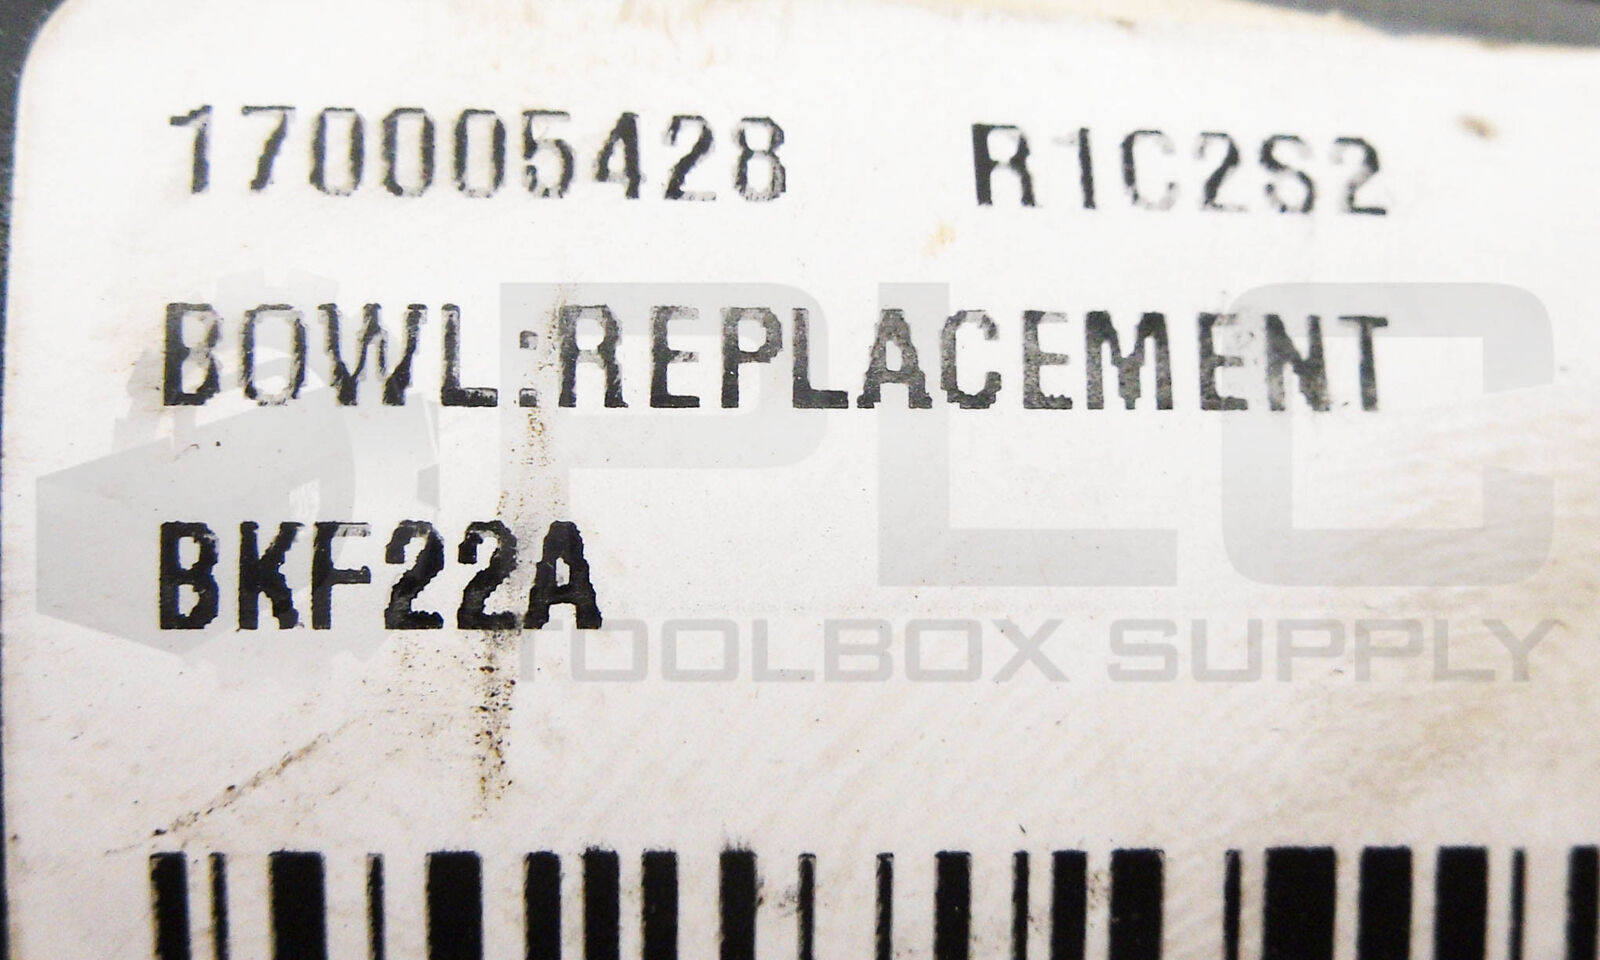 170005428 R1C2S2
BOWL:REPLACEMENT
BKF22A
PLC
TOOLBOX SUPPLY